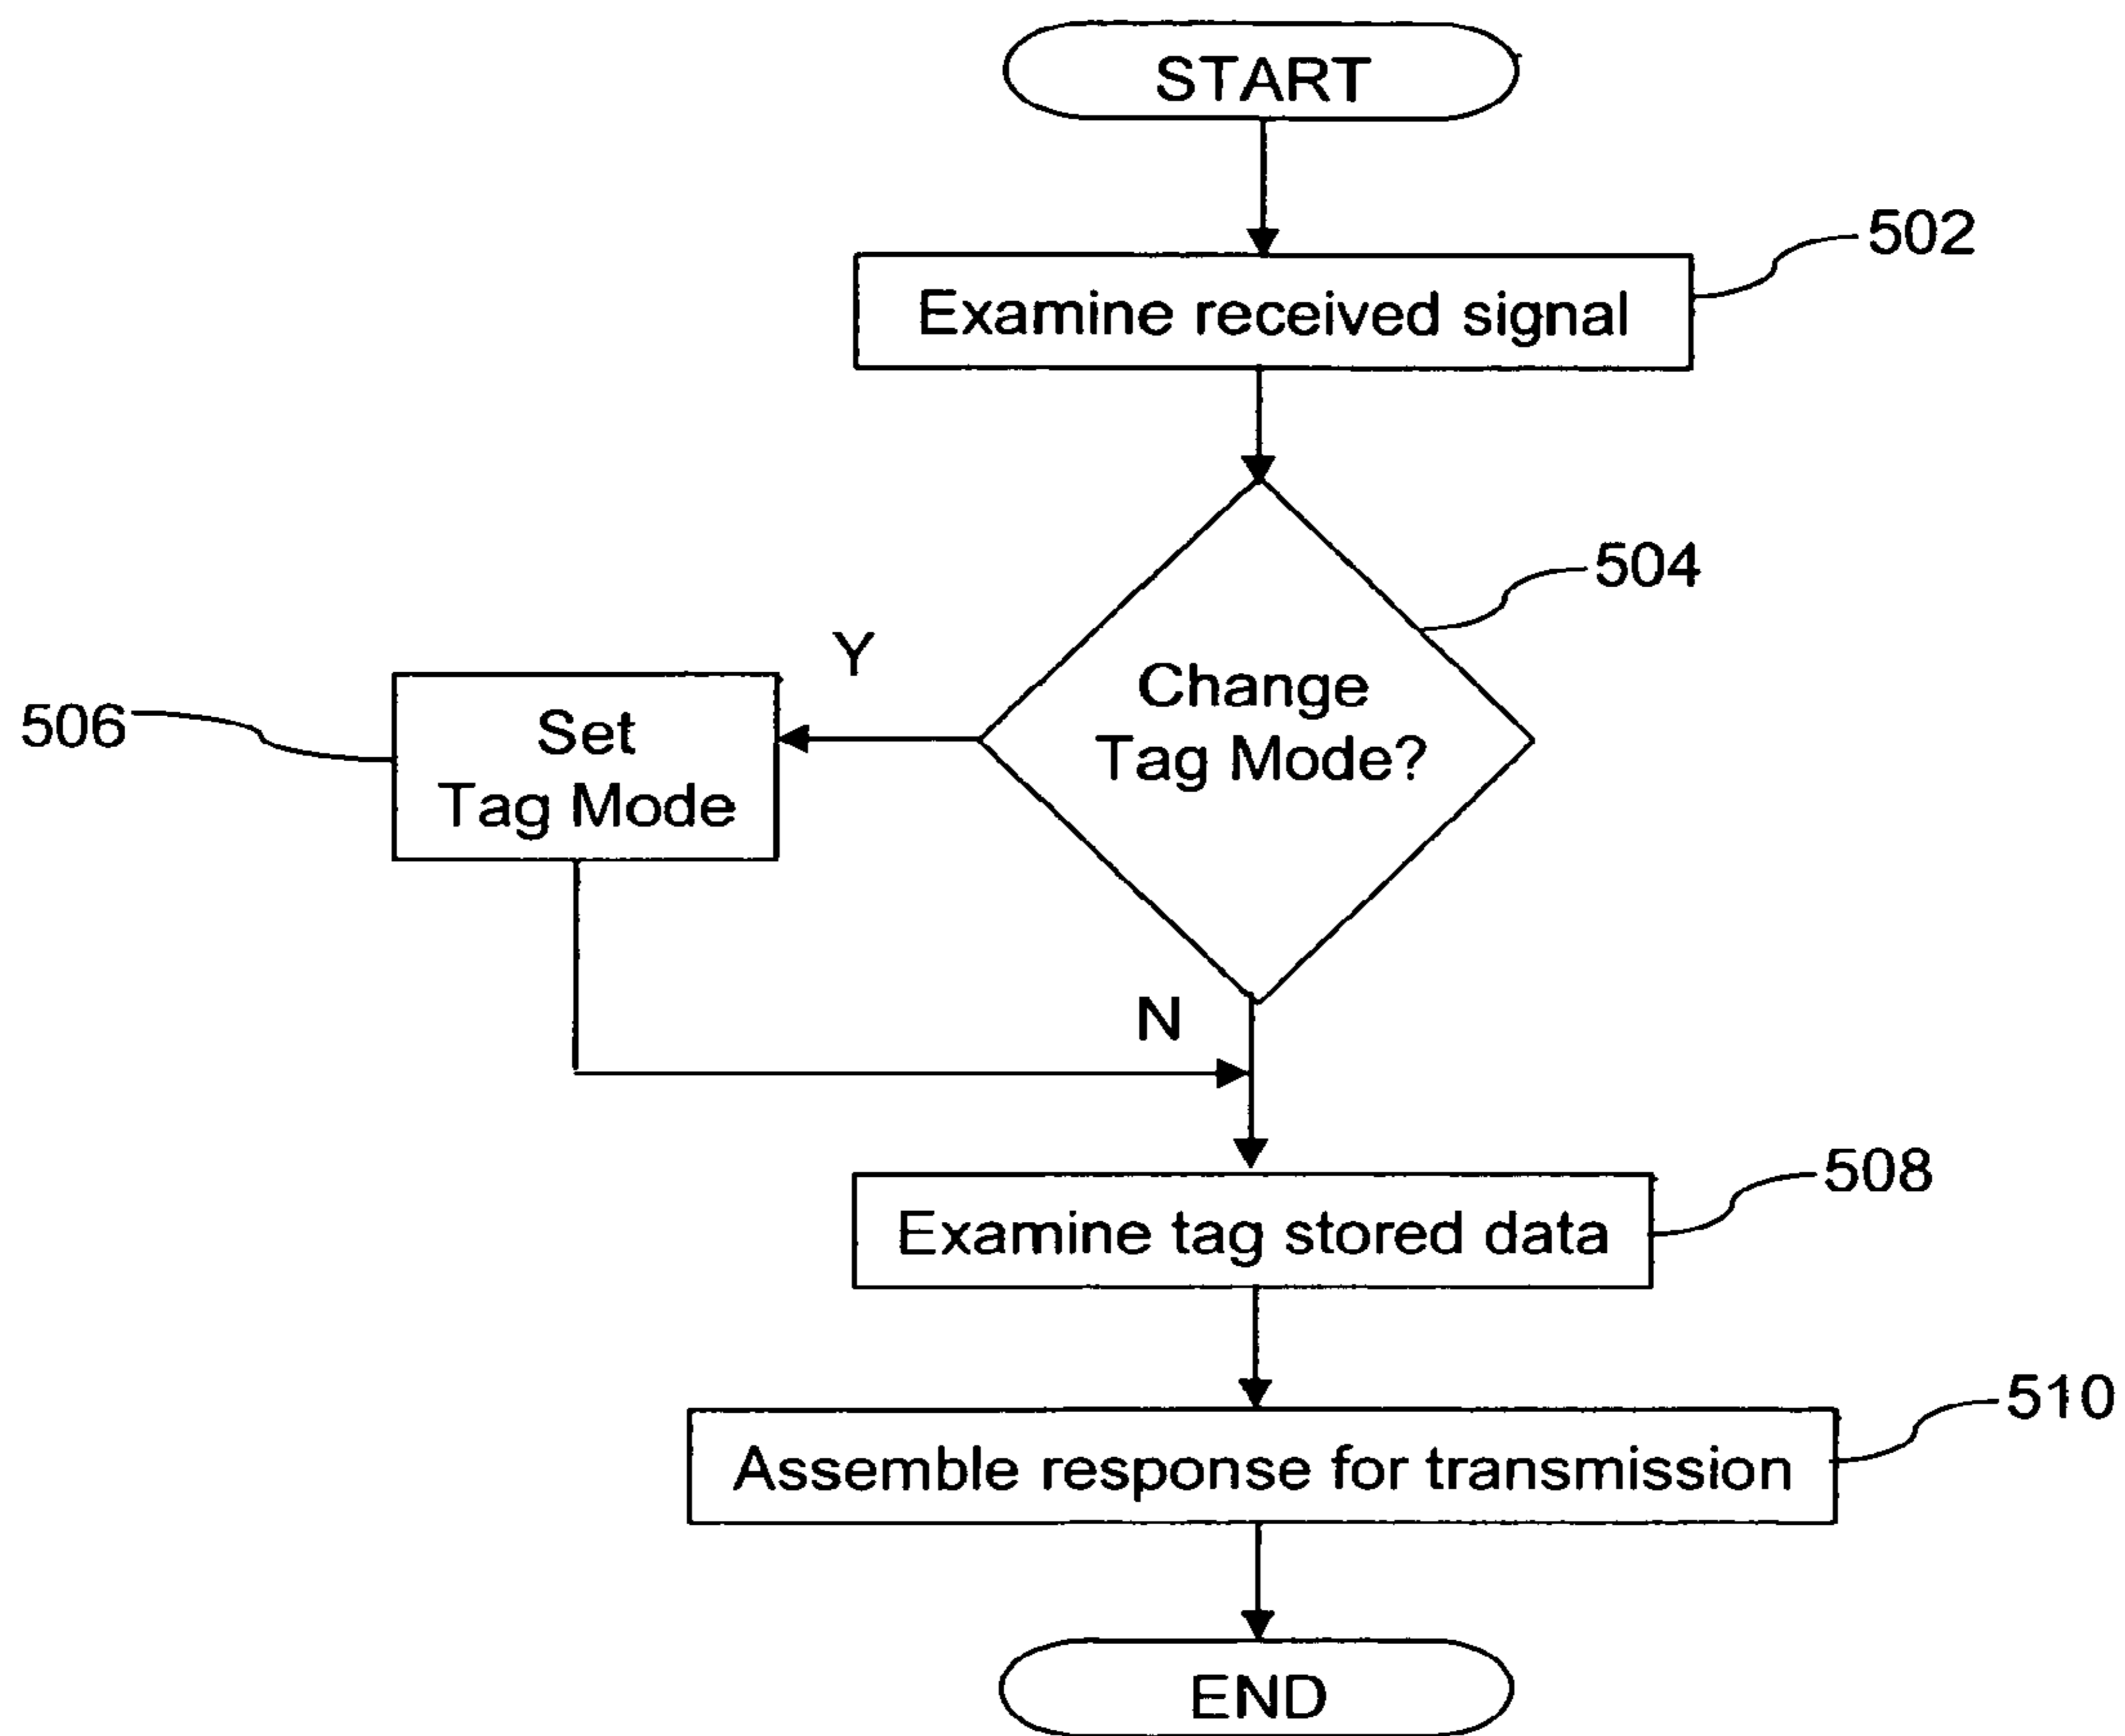 START
502
Examine received signal
504
Change
Tag Mode?
Y
506
Set
Tag Mode
N
508
Examine tag stored data
510
Assemble response for transmission
END